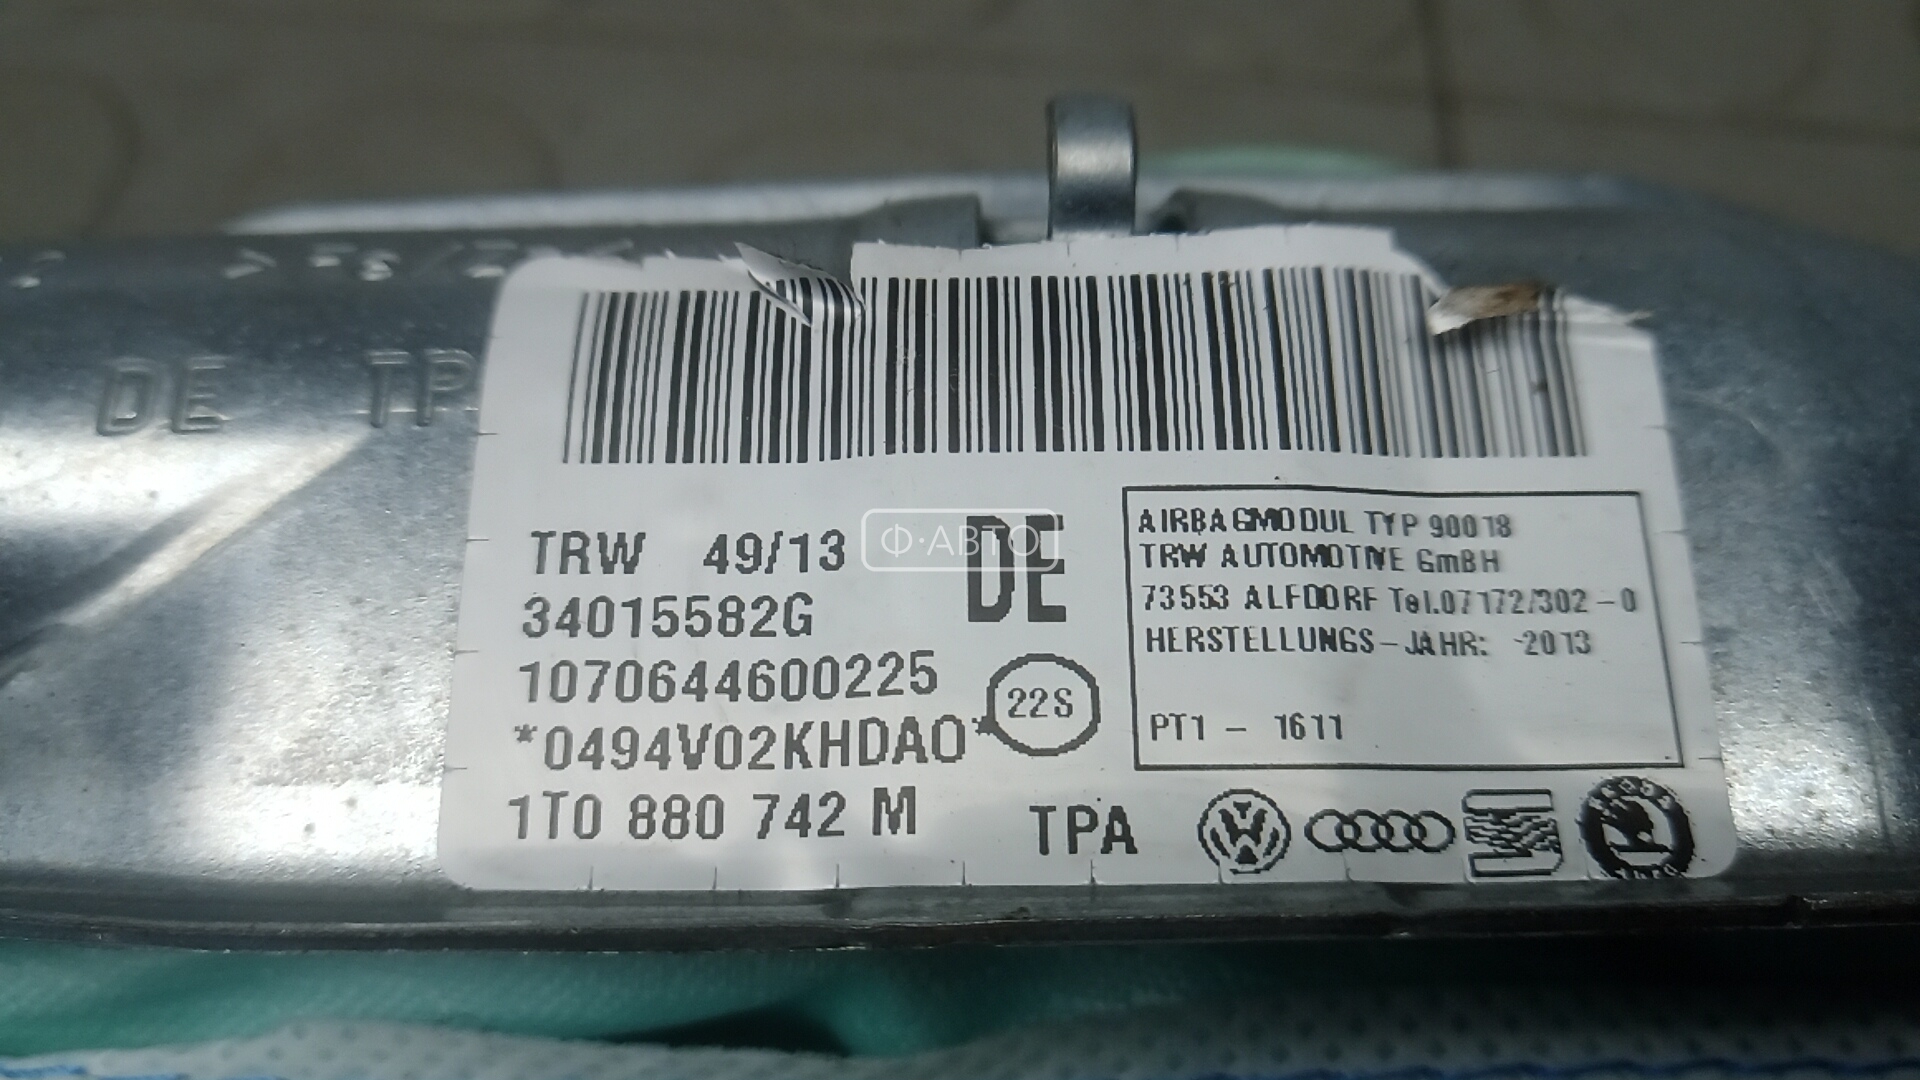 DE TP
TRW 49/13
34015582G
1070644600225
*0494V02KHDAO*
1T0 880 742 M
DE
Ф·АВТО
22S
TPA
AIRBAGMODUL TYP 90018
TRW AUTOMOTIVE GmBH
73553 ALFDORF Tel.07172/302-0
HERSTELLUNGS-JAHR: 2013
PT1 - 1611